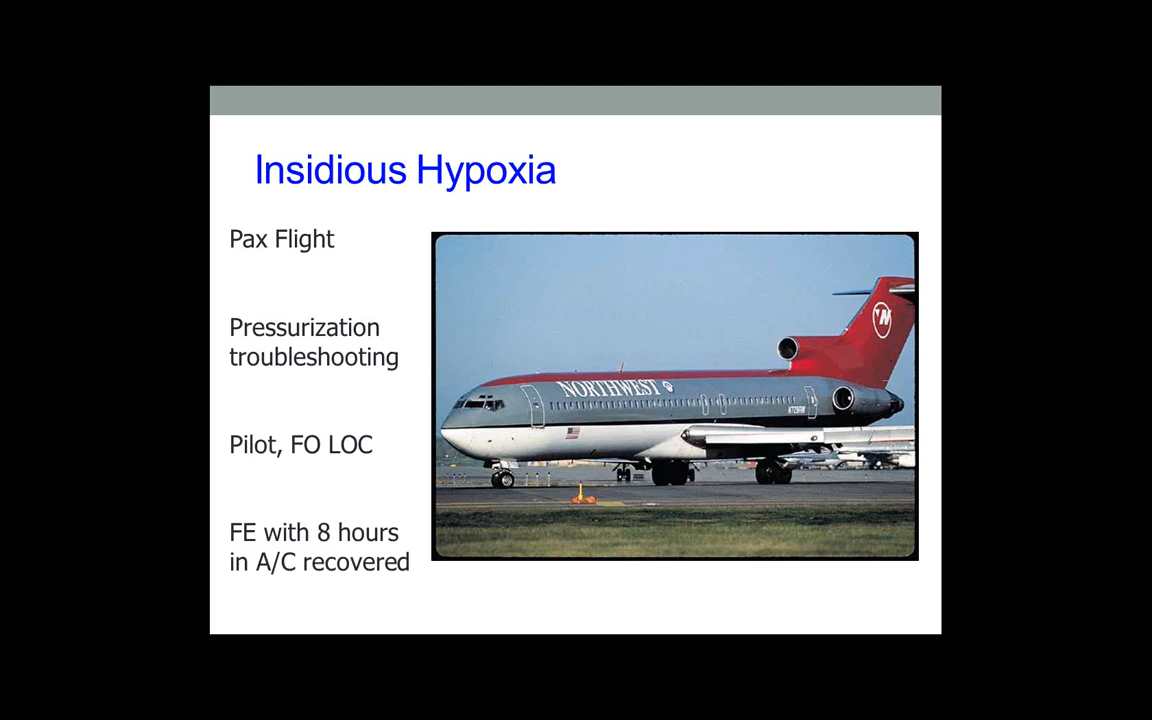 Insidious Hypoxia
Pax Flight
Pressurization
troubleshooting
Pilot, FO LOC
FE with 8 hours
in A/C recovered
NORTHWEST